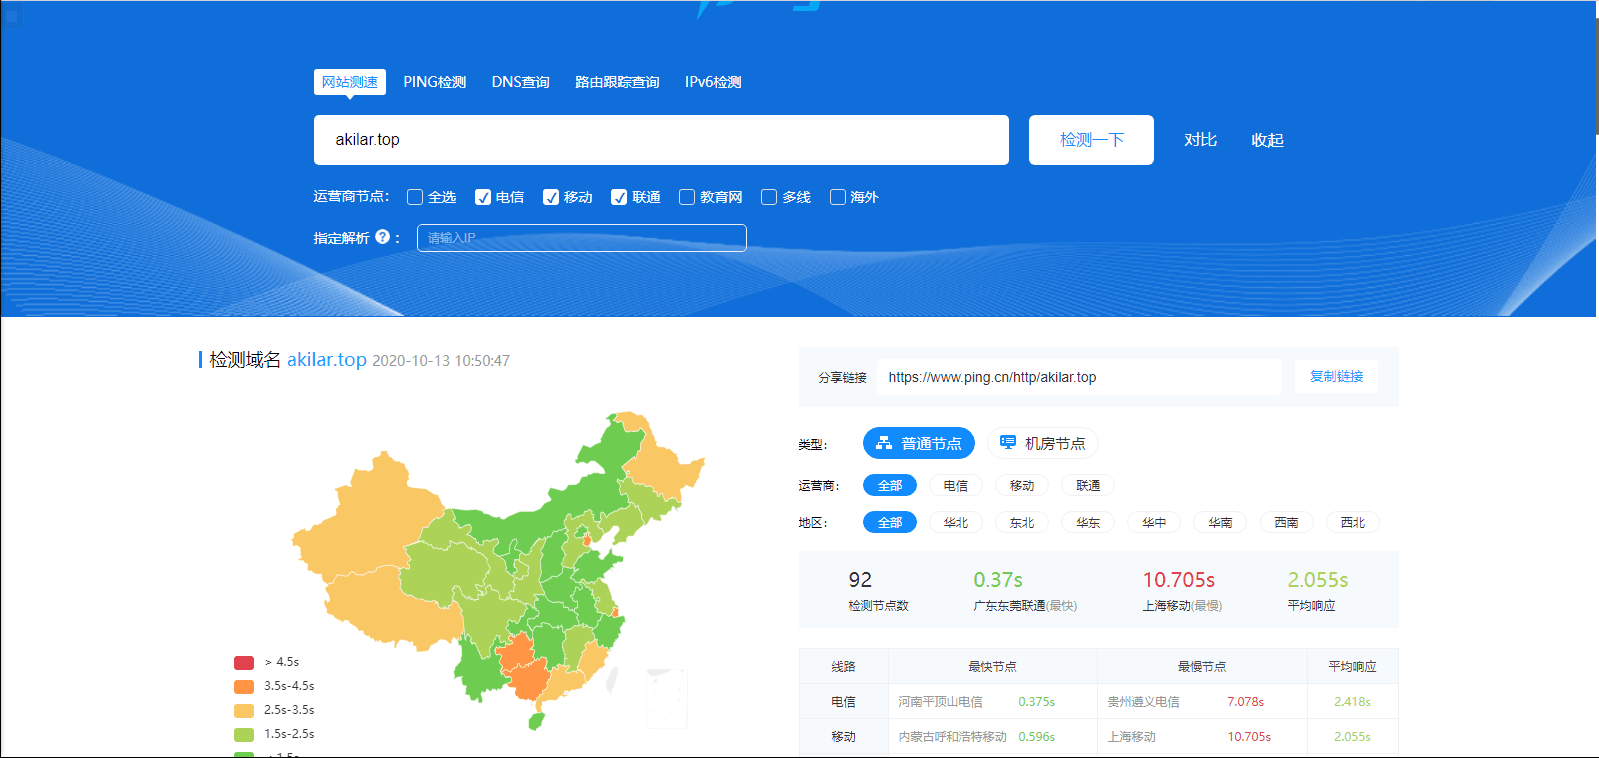 网站测速 PING检测 DNS查询 路由跟踪查询 IPv6检测
akilar.top 检测一下 对比 收起
运营商节点： 全选 电信 移动 联通 教育网 多线 海外
指定解析 ? ： 请输入IP
检测域名 akilar.top 2020-10-13 10:50:47
分享链接 https://www.ping.cn/http/akilar.top 复制链接
类型： 普通节点 机房节点
运营商： 全部 电信 移动 联通
地区： 全部 华北 东北 华东 华中 华南 西南 西北
92 0.37s 10.705s 2.055s
检测节点数 广东东莞联通(最快) 上海移动(最慢) 平均响应
> 4.5s
3.5s-4.5s
2.5s-3.5s
1.5s-2.5s
线路 最快节点 最慢节点 平均响应
电信 河南平顶山电信 0.375s 贵州遵义电信 7.078s 2.418s
移动 内蒙古呼和浩特移动 0.596s 上海移动 10.705s 2.055s